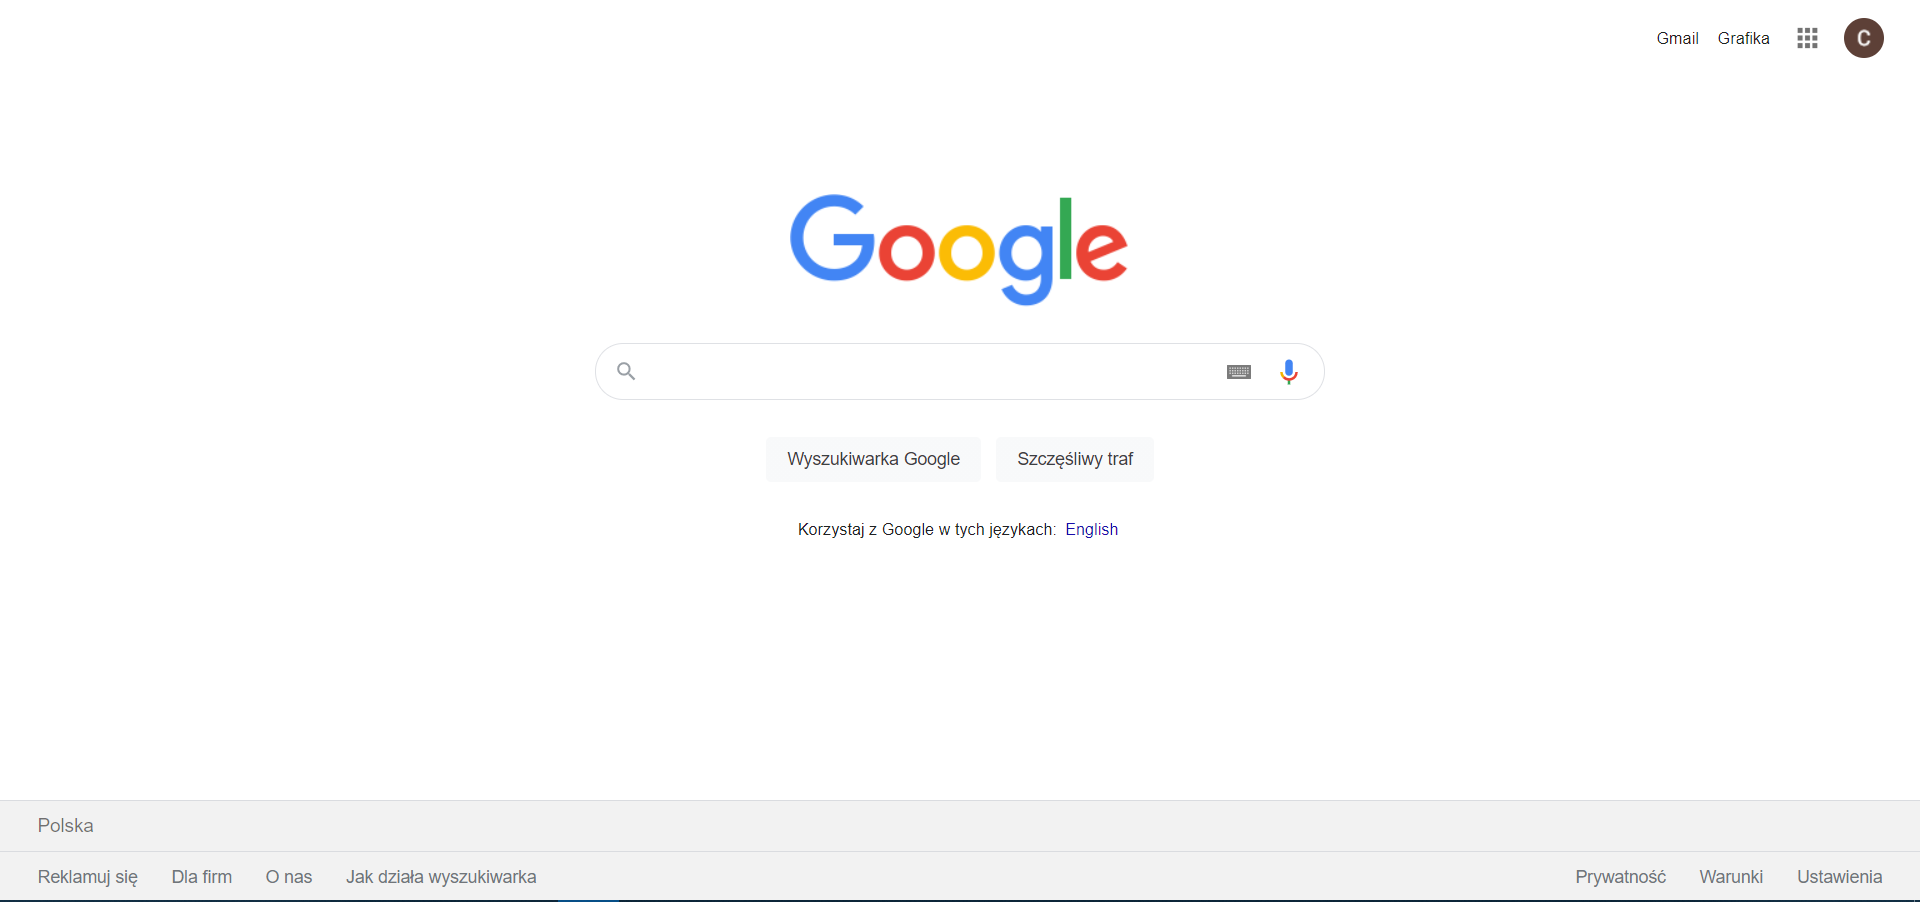 Gmail Grafika C
Google
Wyszukiwarka Google Szczęśliwy traf
Korzystaj z Google w tych językach: English
Polska
Reklamuj się Dla firm O nas Jak działa wyszukiwarka Prywatność Warunki Ustawienia